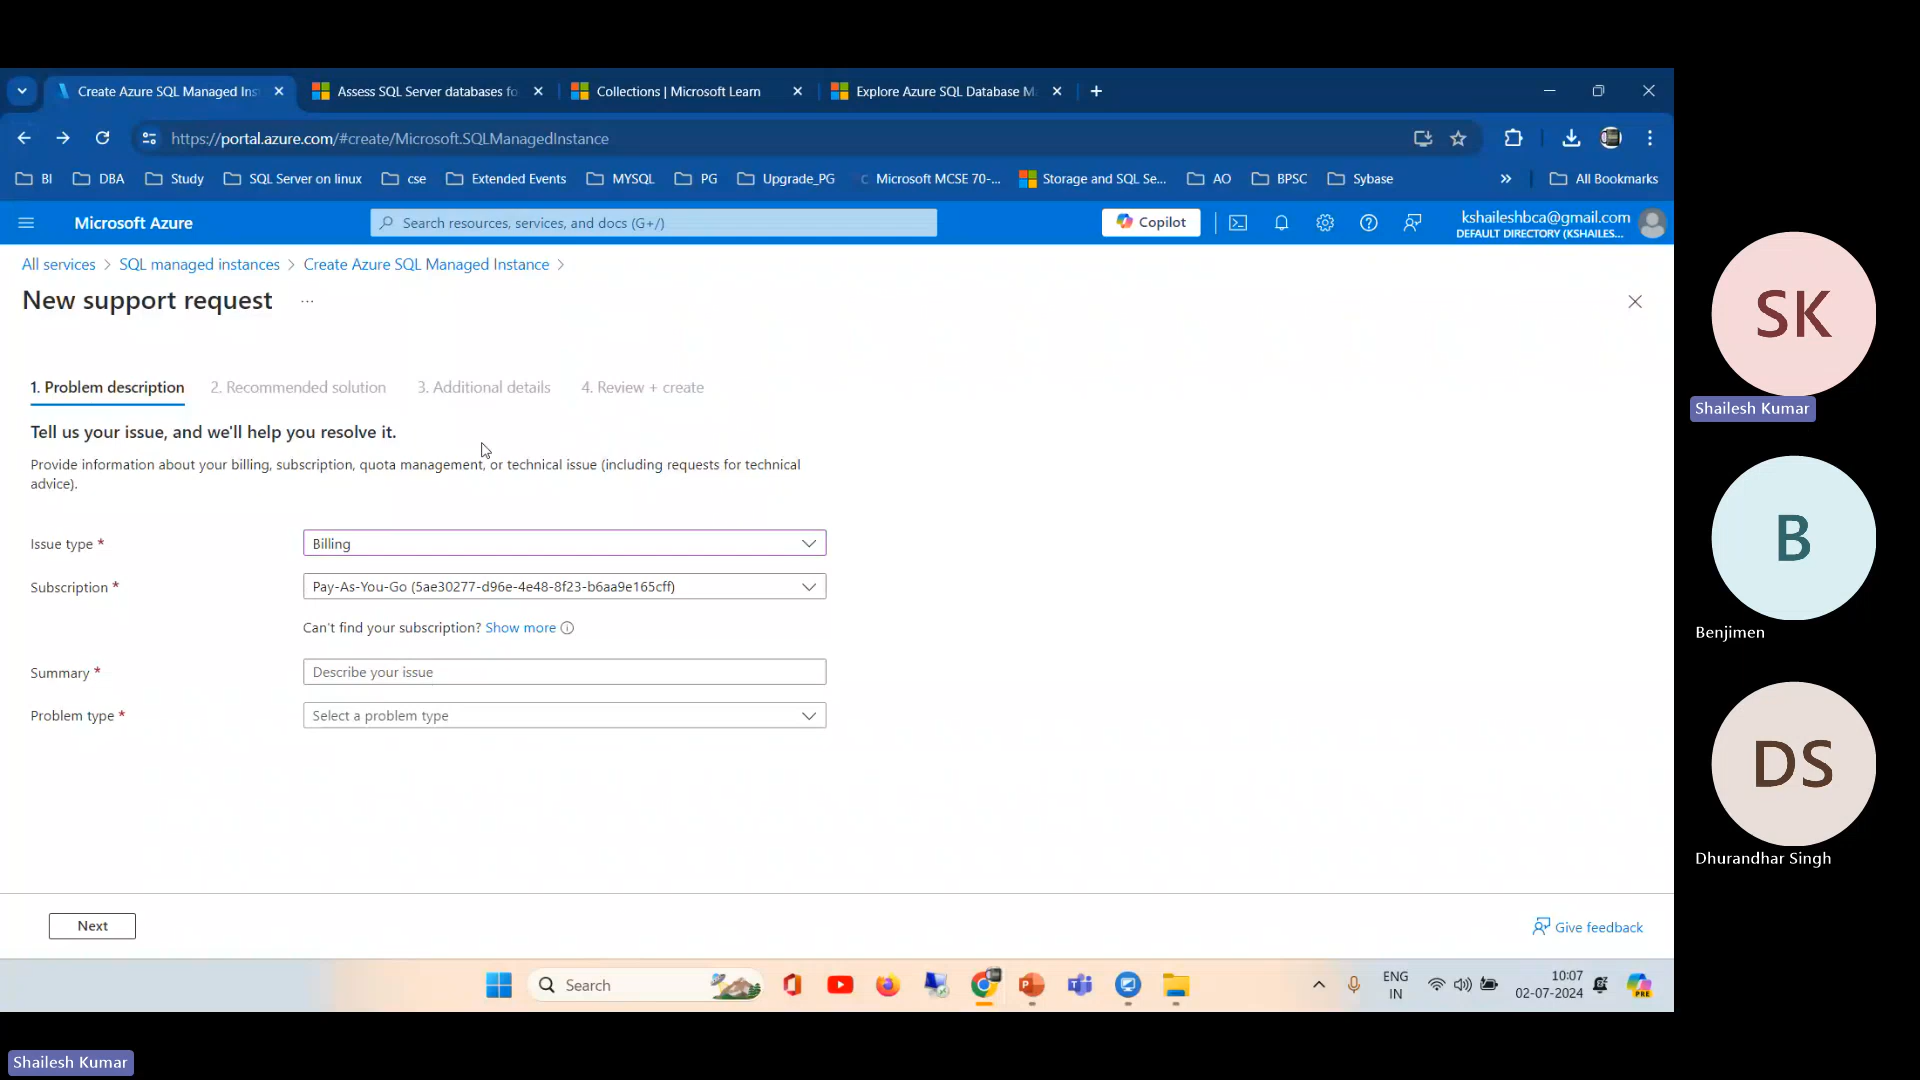 Create Azure SQL Managed Ins
Assess SQL Server databases fo
Collections | Microsoft Learn
Explore Azure SQL Database M
https://portal.azure.com/#create/Microsoft.SQLManagedInstance
BI
DBA
Study
SQL Server on linux
cse
Extended Events
MYSQL
PG
Upgrade_PG
Microsoft MCSE 70-...
Storage and SQL Se...
AO
BPSC
Sybase
»
All Bookmarks
Microsoft Azure
Search resources, services, and docs (G+/)
Copilot
kshaileshbca@gmail.com
DEFAULT DIRECTORY (KSHAILES...
All services > SQL managed instances > Create Azure SQL Managed Instance >
New support request ...
1. Problem description
2. Recommended solution
3. Additional details
4. Review + create
Tell us your issue, and we'll help you resolve it.
Provide information about your billing, subscription, quota management, or technical issue (including requests for technical
advice).
Issue type *
Billing
Subscription *
Pay-As-You-Go (5ae30277-d96e-4e48-8f23-b6aa9e165cff)
Can't find your subscription? Show more
Summary *
Describe your issue
Problem type *
Select a problem type
Next
Give feedback
Search
ENG
IN
10:07
02-07-2024
PRE
SK
Shailesh Kumar
B
Benjimen
DS
Dhurandhar Singh
Shailesh Kumar